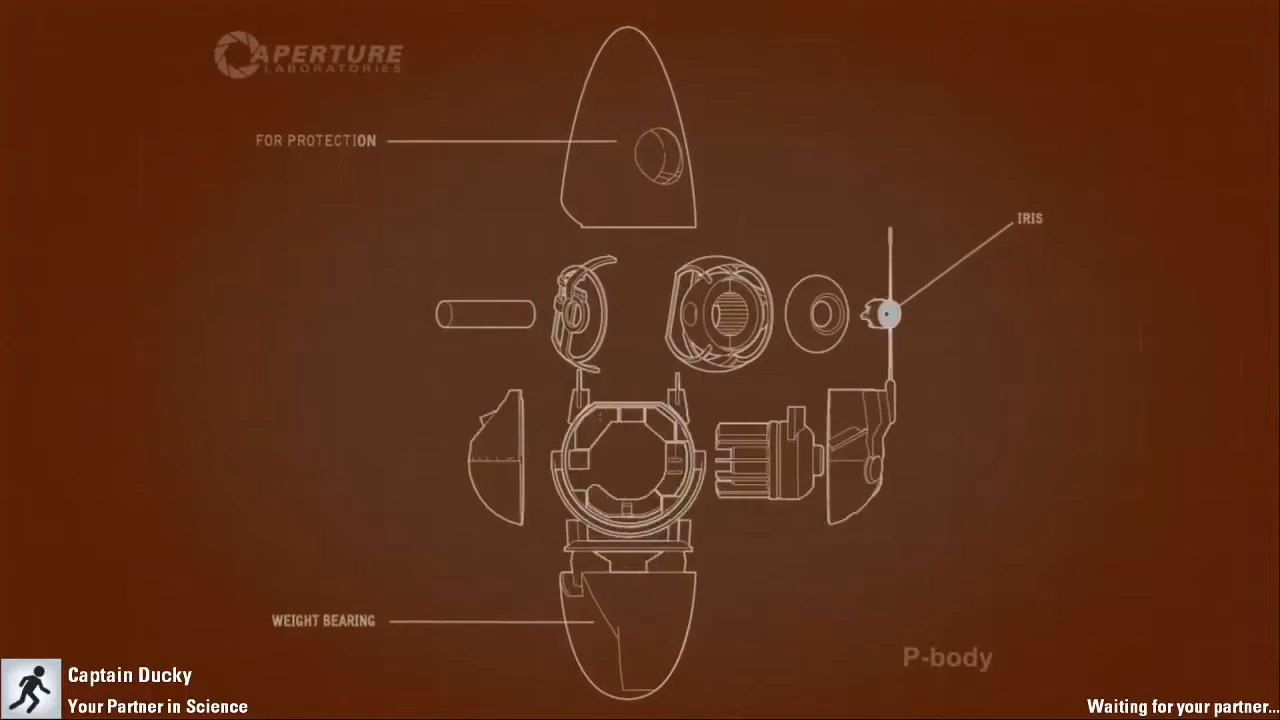 APERTURE
LABORATORIES
FOR PROTECTION
IRIS
WEIGHT BEARING
P-body
Captain Ducky
Your Partner in Science
Waiting for your partner...